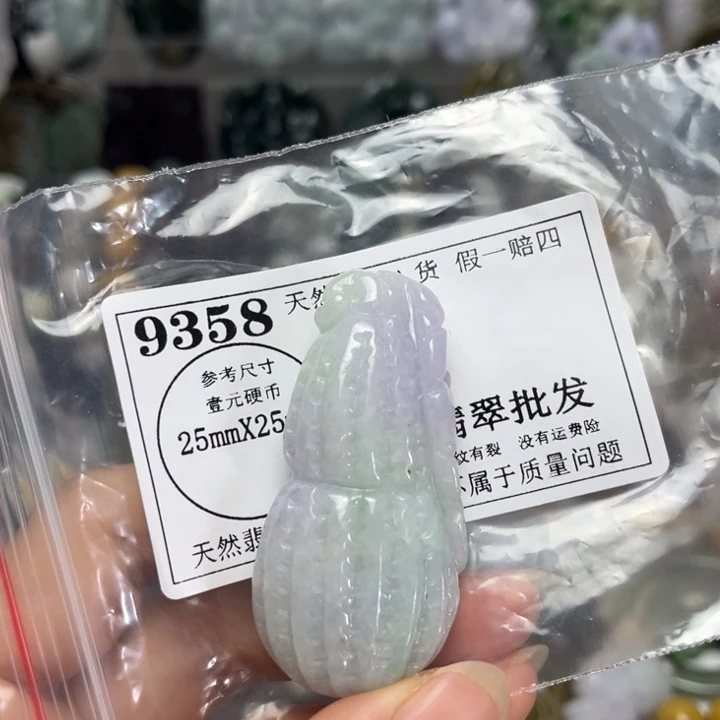 9358
天然 货 假一赔四
参考尺寸
壹元硬币
25mmX25
翠批发
纹有裂 没有运费险
不属于质量问题
天然翡